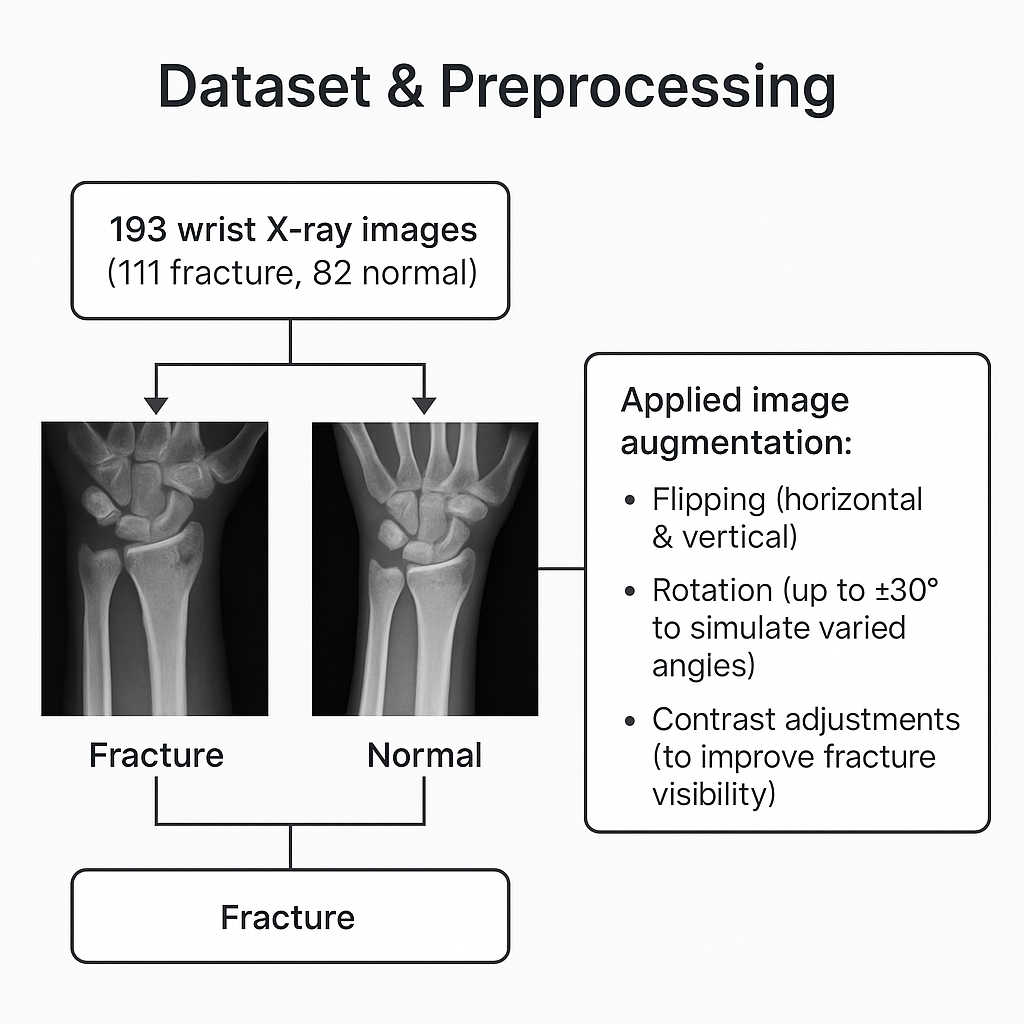 Dataset & Preprocessing
193 wrist X-ray images
(111 fracture, 82 normal)
Fracture
Normal
Applied image
augmentation:
• Flipping (horizontal
& vertical)
• Rotation (up to ±30°
to simulate varied
angles)
• Contrast adjustments
(to improve fracture
visibility)
Fracture